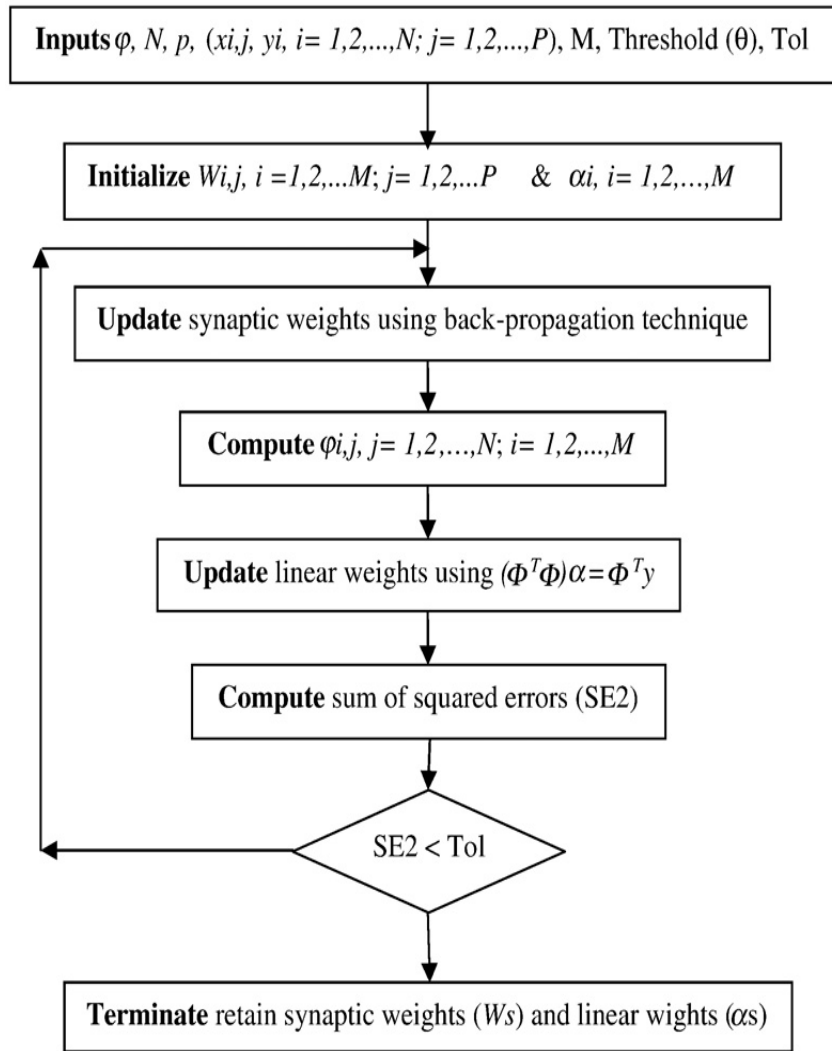 Inputs φ, N, p, (xi,j, yi, i= 1,2,...,N; j= 1,2,...,P), M, Threshold (θ), Tol
Initialize Wi,j, i =1,2,...M; j= 1,2,...P & αi, i= 1,2,...,M
Update synaptic weights using back-propagation technique
Compute φi,j, j= 1,2,...,N; i= 1,2,...,M
Update linear weights using (ΦᵀΦ)α=Φᵀy
Compute sum of squared errors (SE2)
SE2 < Tol
Terminate retain synaptic weights (Ws) and linear wights (αs)